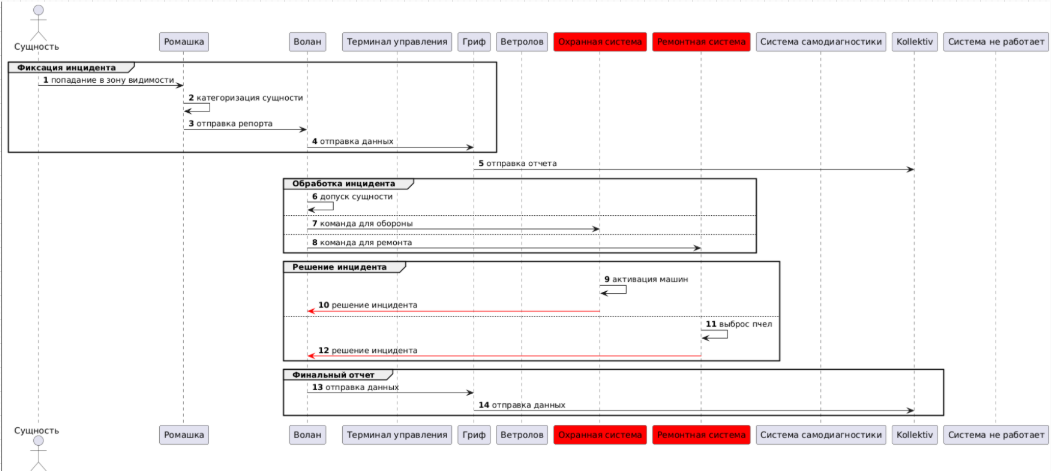 Сущность
Ромашка
Волан
Терминал управления
Гриф
Ветролов
Охранная система
Ремонтная система
Система самодиагностики
Kollektiv
Система не работает
Фиксация инцидента
1 попадание в зону видимости
2 категоризация сущности
3 отправка репорта
4 отправка данных
5 отправка отчета
Обработка инцидента
6 допуск сущности
7 команда для обороны
8 команда для ремонта
Решение инцидента
9 активация машин
10 решение инцидента
11 выброс пчел
12 решение инцидента
Финальный отчет
13 отправка данных
14 отправка данных
Сущность
Ромашка
Волан
Терминал управления
Гриф
Ветролов
Охранная система
Ремонтная система
Система самодиагностики
Kollektiv
Система не работает